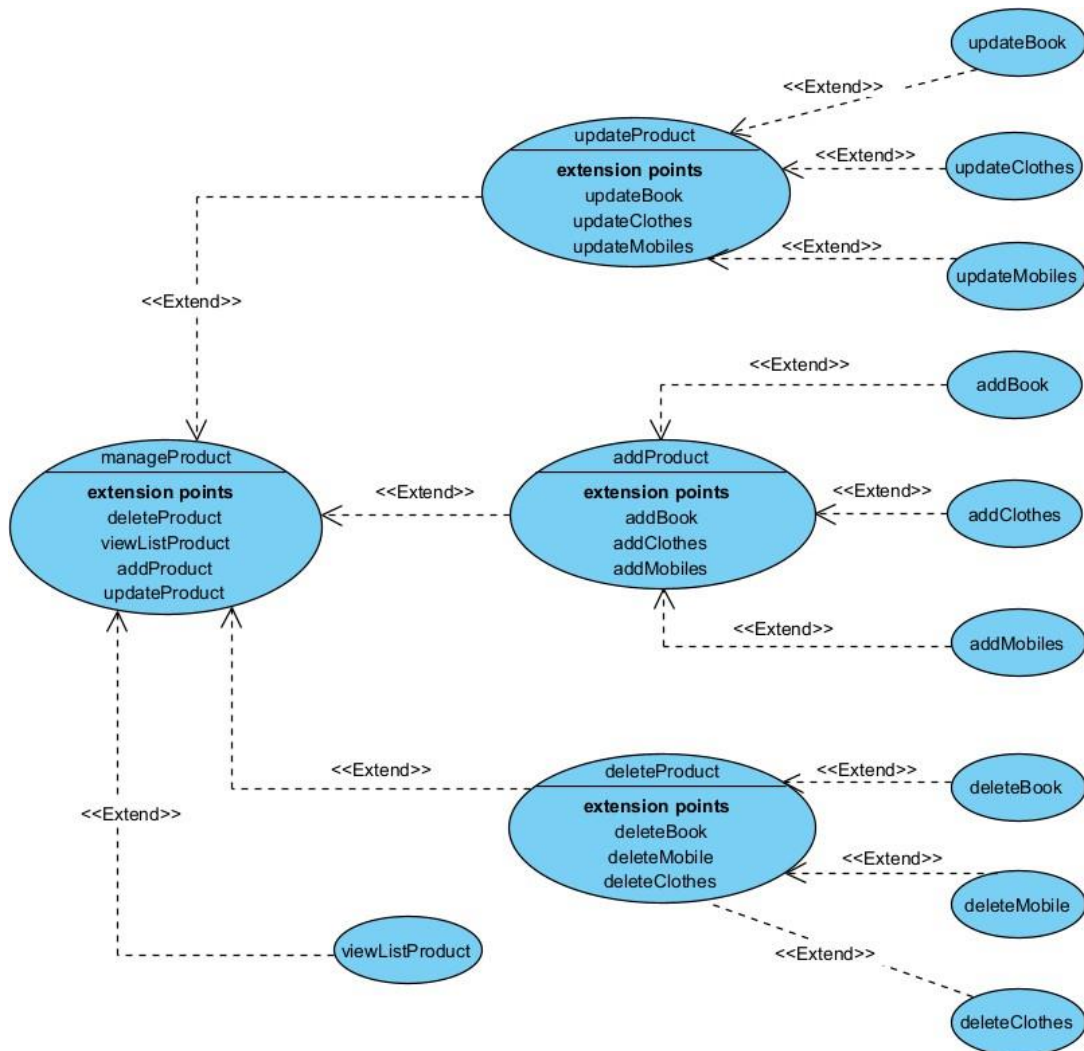 updateBook
<<Extend>>
updateProduct
extension points
updateBook
updateClothes
updateMobiles
<<Extend>>
updateClothes
<<Extend>>
updateMobiles
<<Extend>>
<<Extend>>
addBook
manageProduct
extension points
deleteProduct
viewListProduct
addProduct
updateProduct
<<Extend>>
addProduct
extension points
addBook
addClothes
addMobiles
<<Extend>>
addClothes
<<Extend>>
addMobiles
<<Extend>>
deleteProduct
extension points
deleteBook
deleteMobile
deleteClothes
<<Extend>>
deleteBook
<<Extend>>
<<Extend>>
deleteMobile
viewListProduct
<<Extend>>
deleteClothes